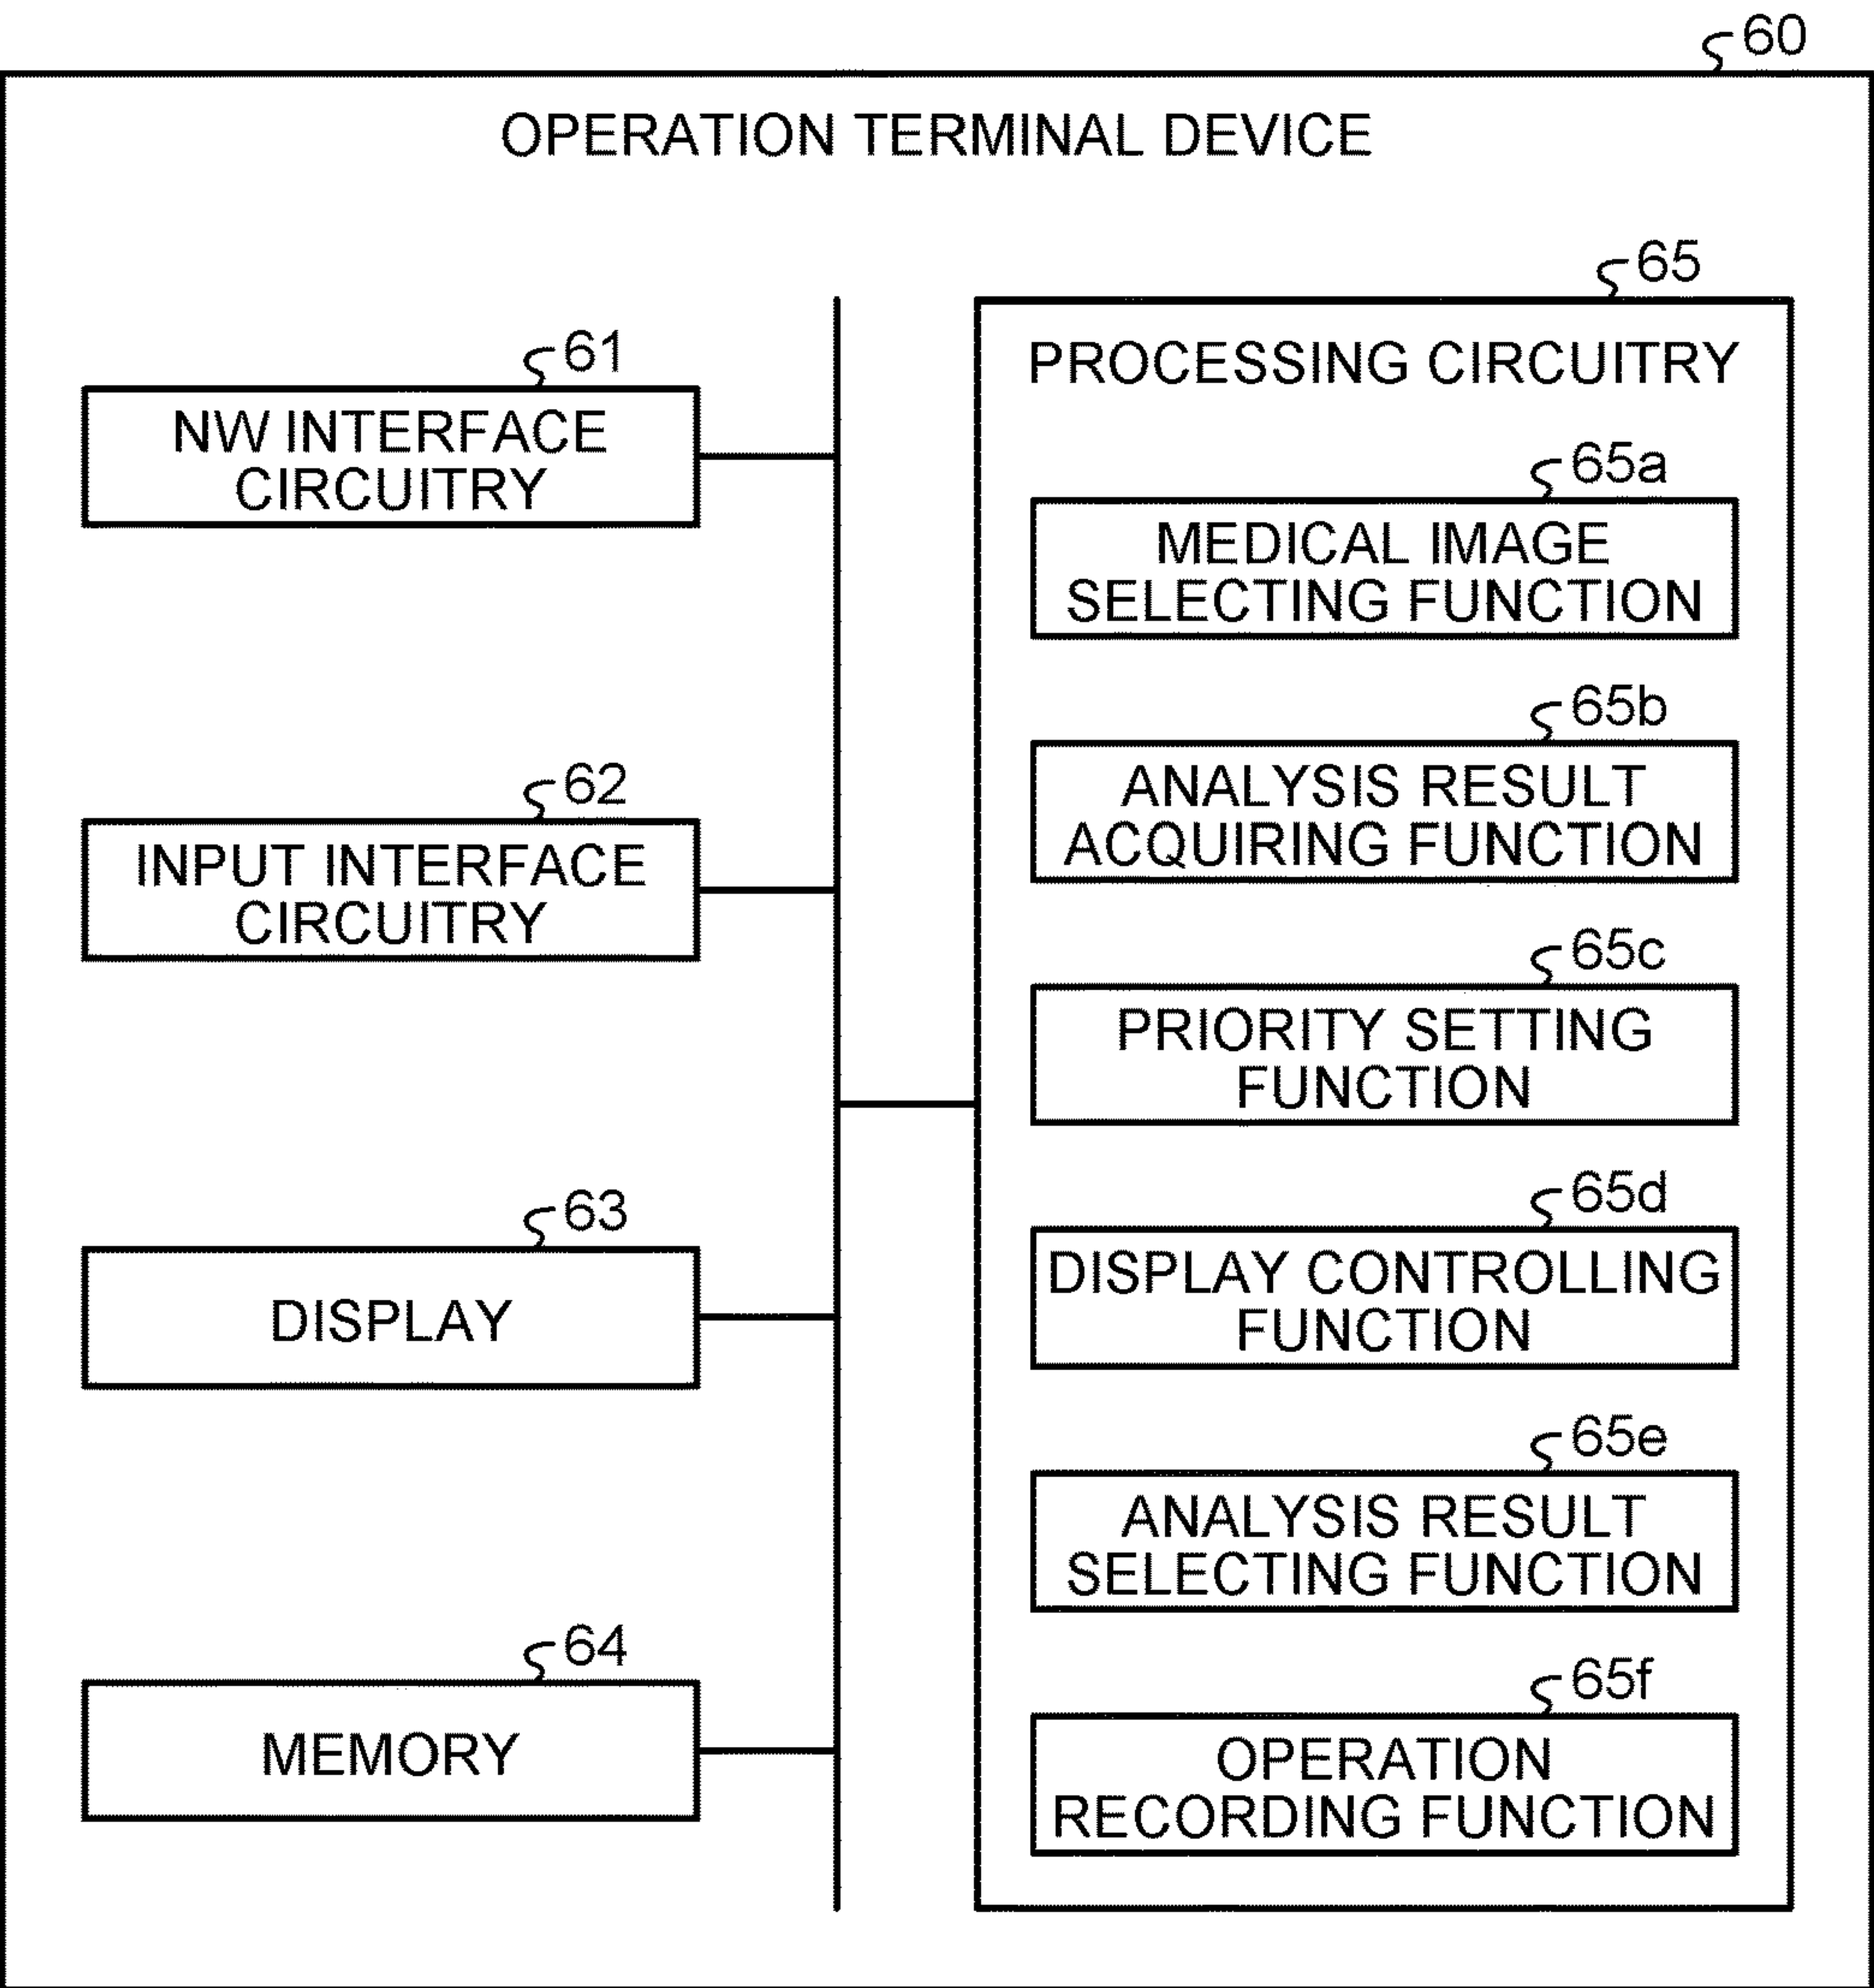 60
OPERATION TERMINAL DEVICE
61
NW INTERFACE
CIRCUITRY
62
INPUT INTERFACE
CIRCUITRY
63
DISPLAY
64
MEMORY
65
PROCESSING CIRCUITRY
65a
MEDICAL IMAGE
SELECTING FUNCTION
65b
ANALYSIS RESULT
ACQUIRING FUNCTION
65c
PRIORITY SETTING
FUNCTION
65d
DISPLAY CONTROLLING
FUNCTION
65e
ANALYSIS RESULT
SELECTING FUNCTION
65f
OPERATION
RECORDING FUNCTION